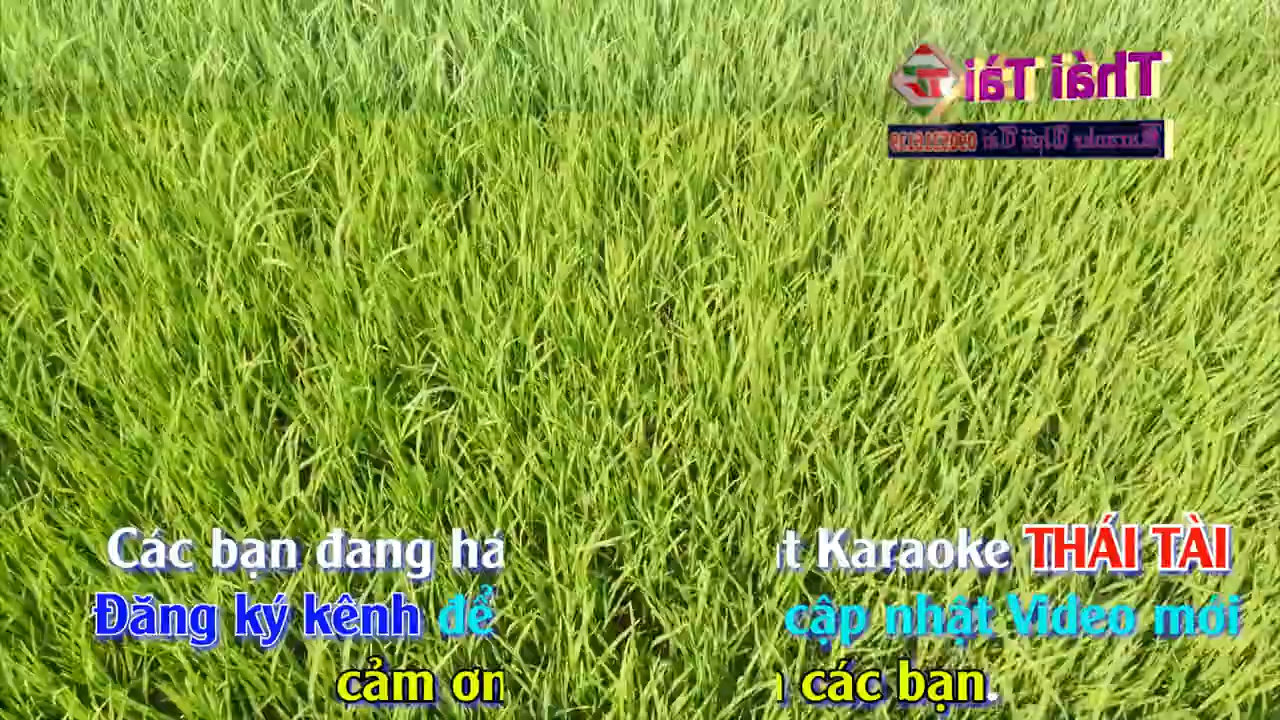 Thái Tài
Các bạn đang há t Karaoke THÁI TÀI
Đăng ký kênh để cập nhật Video mới
cảm ơn các bạn.